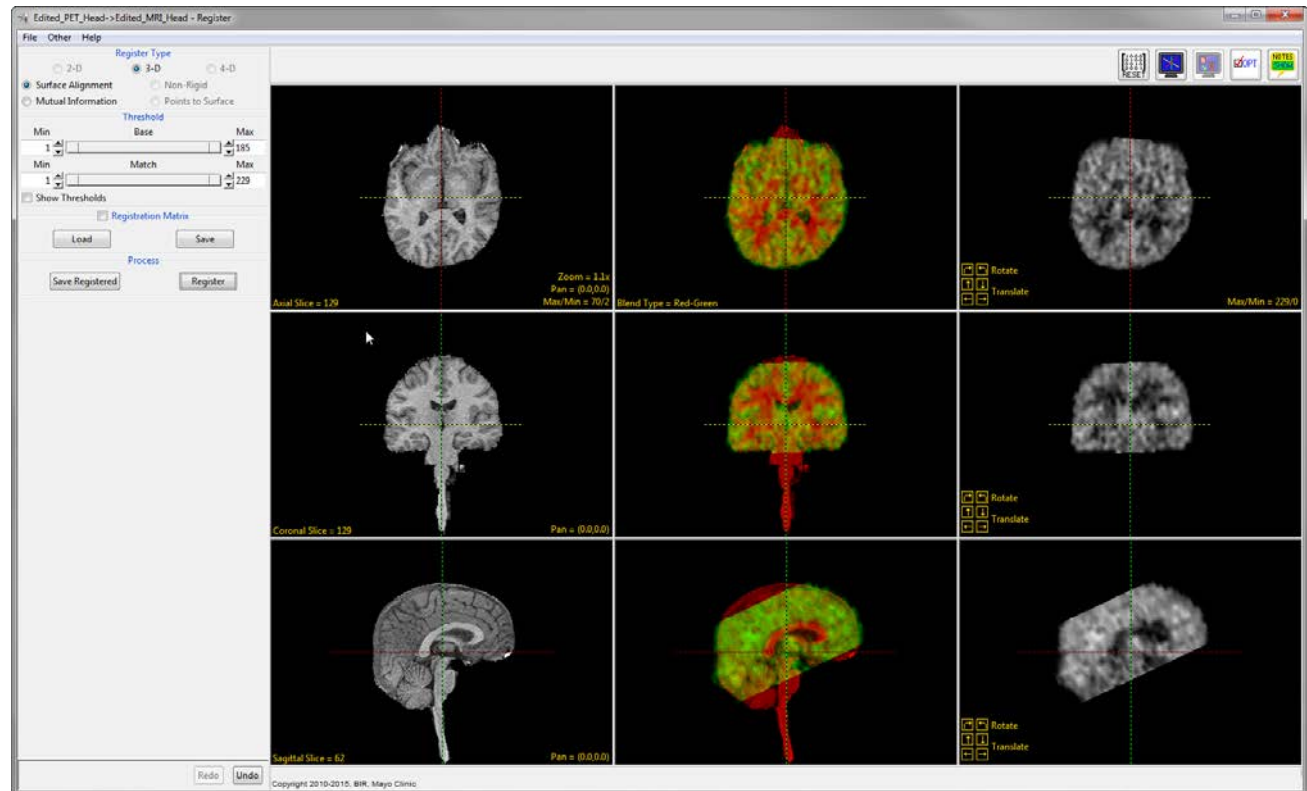 Edited_PET_Head->Edited_MRI_Head - Register
File Other Help
Register Type
2-D 3-D 4-D
Surface Alignment Non-Rigid
Mutual Information Points to Surface
Threshold
Min Base Max
1 185
Min Match Max
1 229
Show Thresholds
Registration Matrix
Load Save
Process
Save Registered Register
RESET
OPT
NOTES
SHOW
Zoom = 1.1x
Pan = (0.0,0.0)
Axial Slice = 129 Max/Min = 70/2
Blend Type = Red-Green
Rotate
Translate
Max/Min = 229/0
Coronal Slice = 129 Pan = (0.0,0.0)
Rotate
Translate
Sagittal Slice = 62 Pan = (0.0,0.0)
Rotate
Translate
Redo Undo
Copyright 2010-2015, BIR, Mayo Clinic